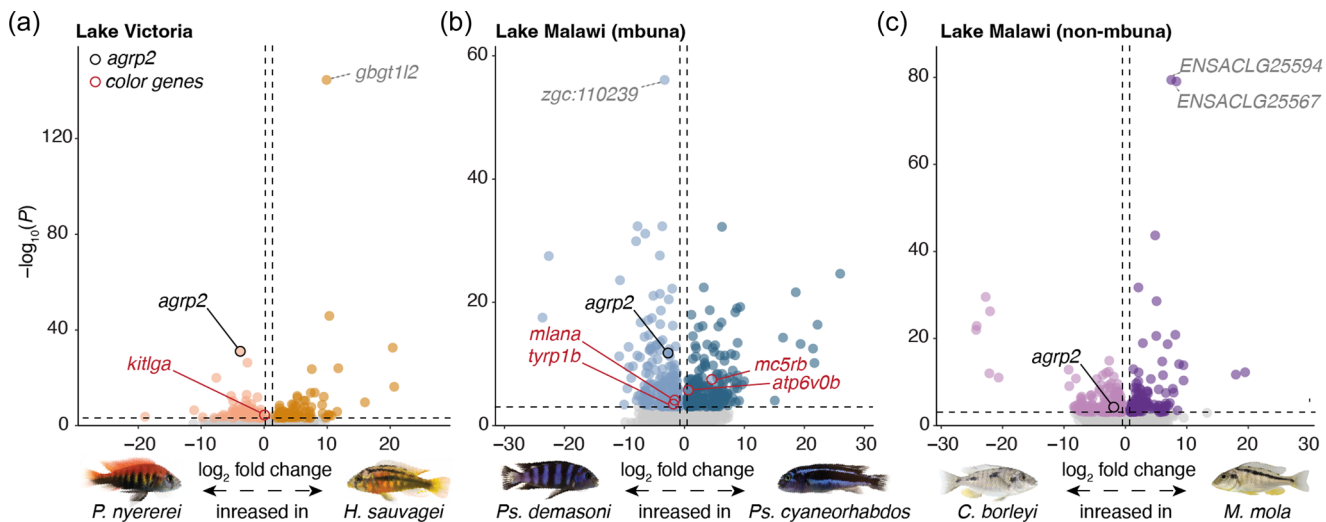 (a)
Lake Victoria
agrp2
color genes
gbgt1l2
agrp2
kitlga
–log10(P)
0
40
80
120
−20
−10
0
10
20
log2 fold change
inreased in
P. nyererei
H. sauvagei
(b)
Lake Malawi (mbuna)
zgc:110239
agrp2
mlana
tyrp1b
mc5rb
atp6v0b
0
20
40
60
−30
−20
−10
0
10
20
30
log2 fold change
inreased in
Ps. demasoni
Ps. cyaneorhabdos
(c)
Lake Malawi (non-mbuna)
ENSACLG25594
ENSACLG25567
agrp2
0
20
40
60
80
−30
−20
−10
0
10
20
30
log2 fold change
inreased in
C. borleyi
M. mola